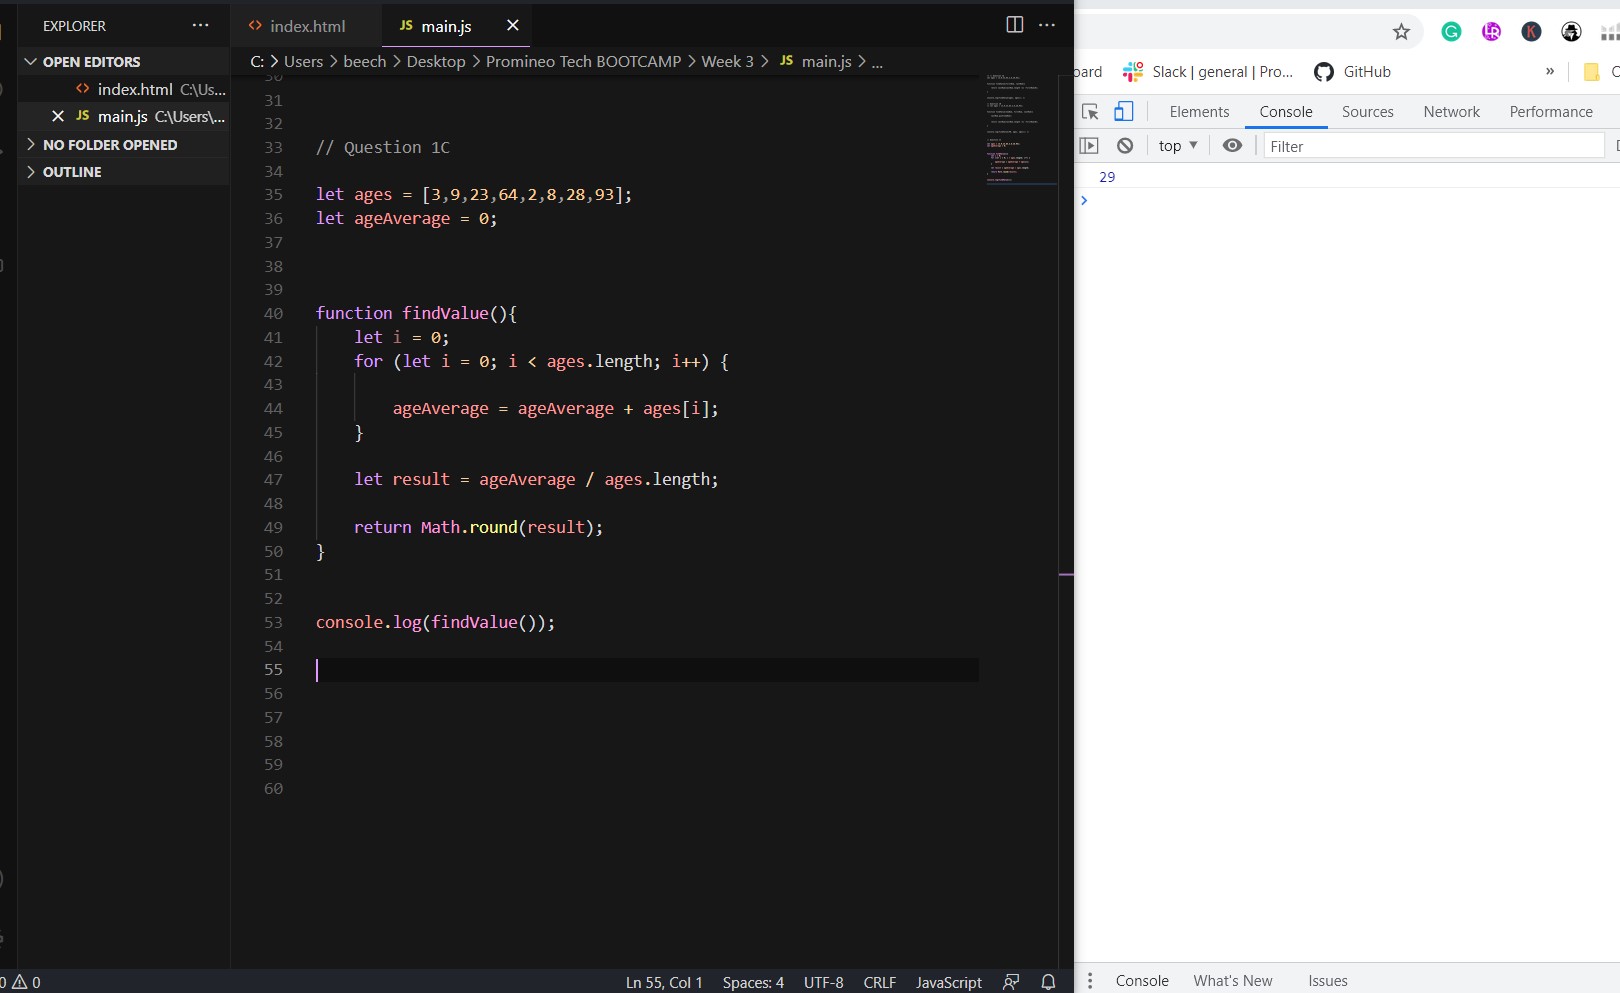 EXPLORER ...
OPEN EDITORS
index.html C:\Us...
JS main.js C:\Users\...
NO FOLDER OPENED
OUTLINE
index.html
JS main.js
C: > Users > beech > Desktop > Promineo Tech BOOTCAMP > Week 3 > JS main.js > ...
30
31
32
33 // Question 1C
34
35 let ages = [3,9,23,64,2,8,28,93];
36 let ageAverage = 0;
37
38
39
40 function findValue(){
41 let i = 0;
42 for (let i = 0; i < ages.length; i++) {
43
44 ageAverage = ageAverage + ages[i];
45 }
46
47 let result = ageAverage / ages.length;
48
49 return Math.round(result);
50 }
51
52
53 console.log(findValue());
54
55
56
57
58
59
60
0 0
Ln 55, Col 1 Spaces: 4 UTF-8 CRLF JavaScript
G K
oard Slack | general | Pro... GitHub »
Elements Console Sources Network Performance
top ▼ Filter
29
>
Console What's New Issues